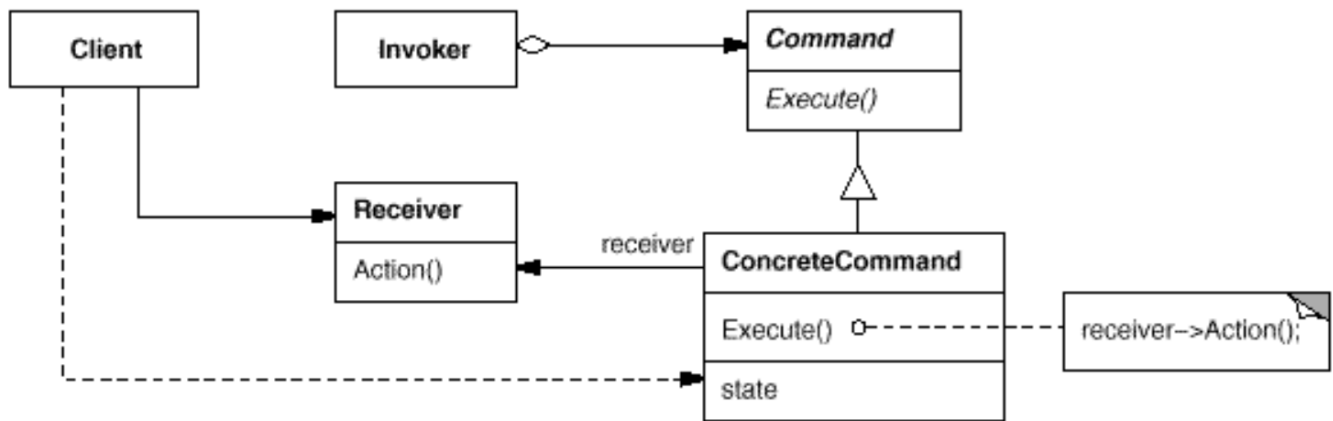 Client
Invoker
Command
Execute()
Receiver
Action()
receiver
ConcreteCommand
Execute()
receiver–>Action();
state